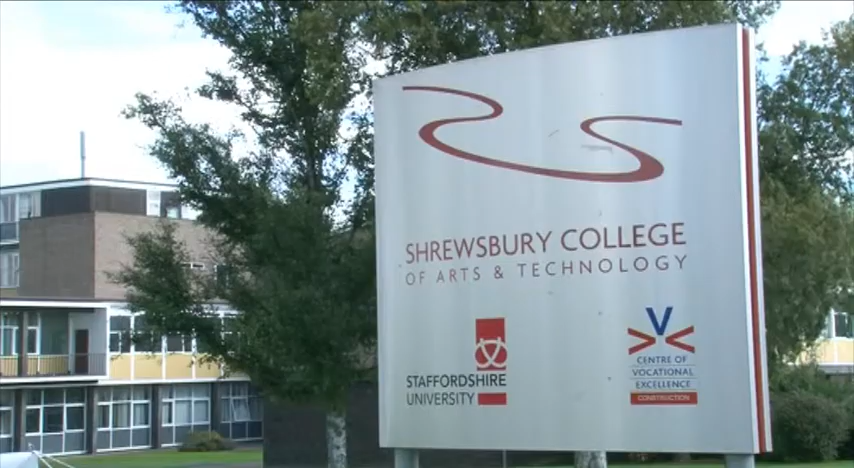 SHREWSBURY COLLEGE
OF ARTS & TECHNOLOGY
STAFFORDSHIRE
UNIVERSITY
CENTRE OF
VOCATIONAL
EXCELLENCE
CONSTRUCTION